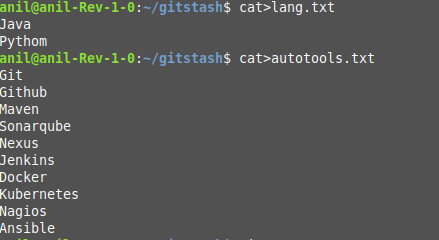 anil@anil-Rev-1-0:~/gitstash$ cat>lang.txt
Java
Pythom
anil@anil-Rev-1-0:~/gitstash$ cat>autotools.txt
Git
Github
Maven
Sonarqube
Nexus
Jenkins
Docker
Kubernetes
Nagios
Ansible